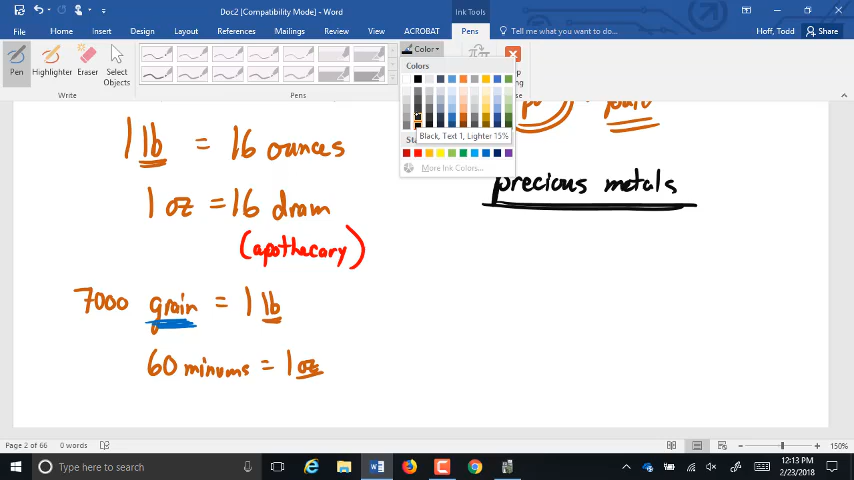 Doc2 [Compatibility Mode] - Word
Ink Tools
Hoff, Todd
File Home Insert Design Layout References Mailings Review View ACROBAT Pens Tell me what you want to do... Share
Pen Highlighter Eraser Select Objects
Color
Write Pens
Colors
Black, Text 1, Lighter 15%
More Ink Colors...
1 lb = 16 ounces
precious metals
1 oz = 16 dram
(apothacary)
7000 grain = 1 lb
60 minums = 1 oz
Page 2 of 66 0 words 150%
Type here to search
12:13 PM
2/23/2018